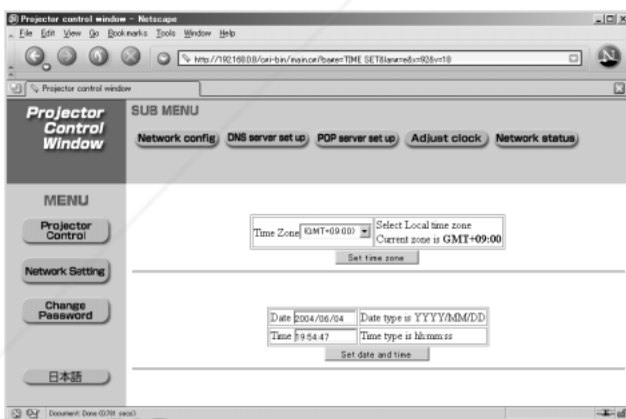 Projector control window - Netscape
File Edit View Go Bookmarks Tools Window Help
Projector control window
Projector Control Window
SUB MENU
Network config DNS server set up POP server set up Adjust clock Network status
MENU
Projector Control
Network Setting
Change Password
日本語
Time Zone (GMT+09:00) Select Local time zone
Current zone is GMT+09:00
Set time zone
Date 2004/06/04 Date type is YYYY/MM/DD
Time 19:54:47 Time type is hh:mm:ss
Set date and time
Document: Done